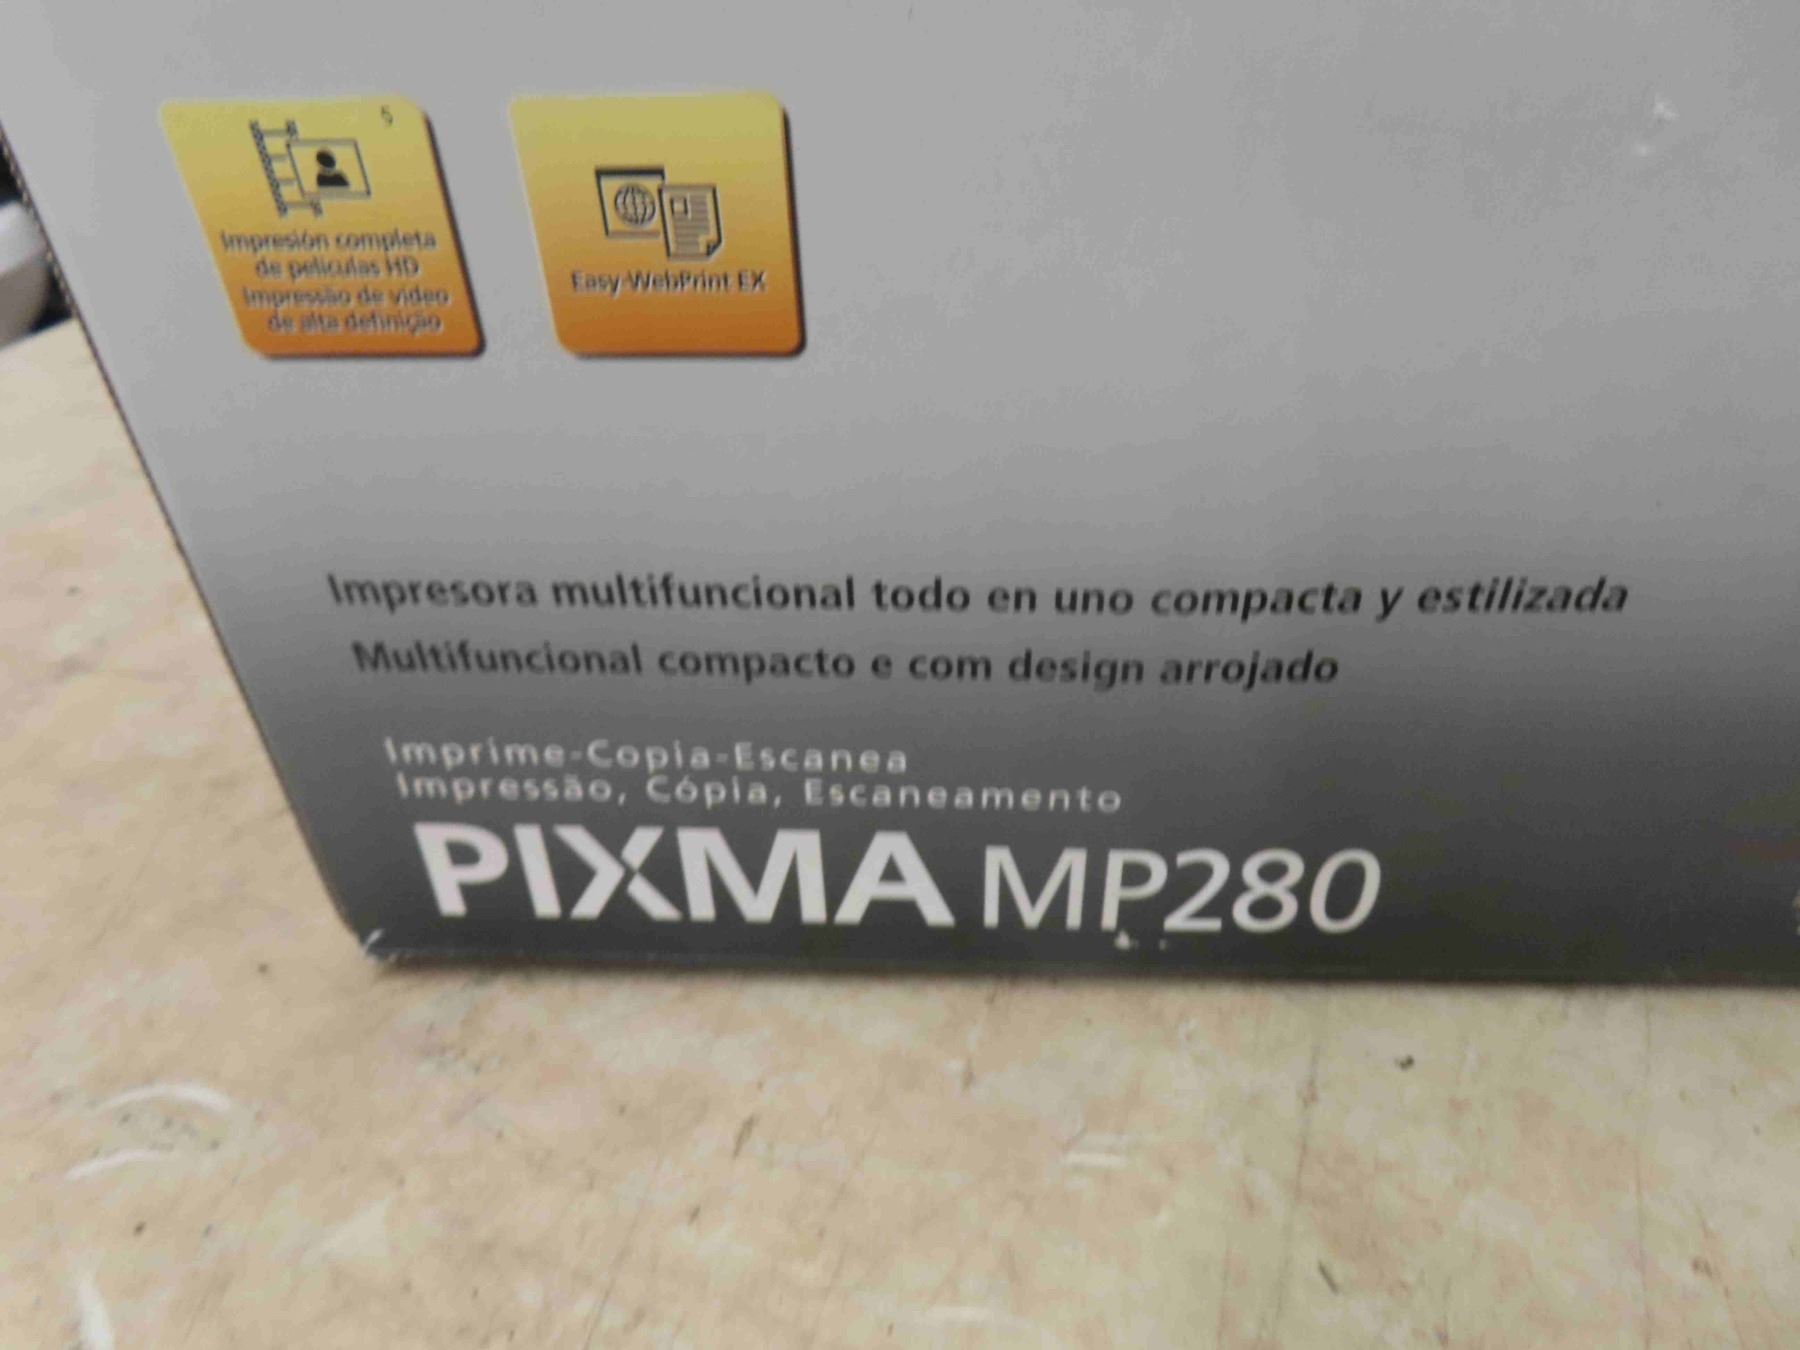 5
Impresión completa
de películas HD
Impressão de vídeo
de alta definição
Easy-WebPrint EX
Impresora multifuncional todo en uno compacta y estilizada
Multifuncional compacto e com design arrojado
Imprime-Copia-Escanea
Impressão, Cópia, Escaneamento
PIXMA MP280